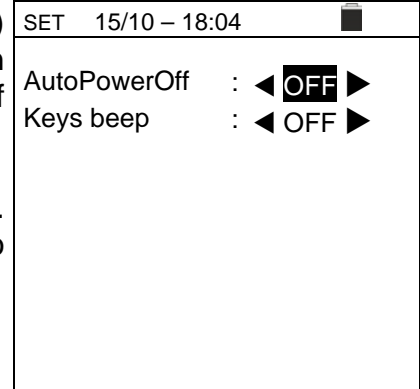 SET 15/10 – 18:04
AutoPowerOff : ◀ OFF ▶
Keys beep : ◀ OFF ▶